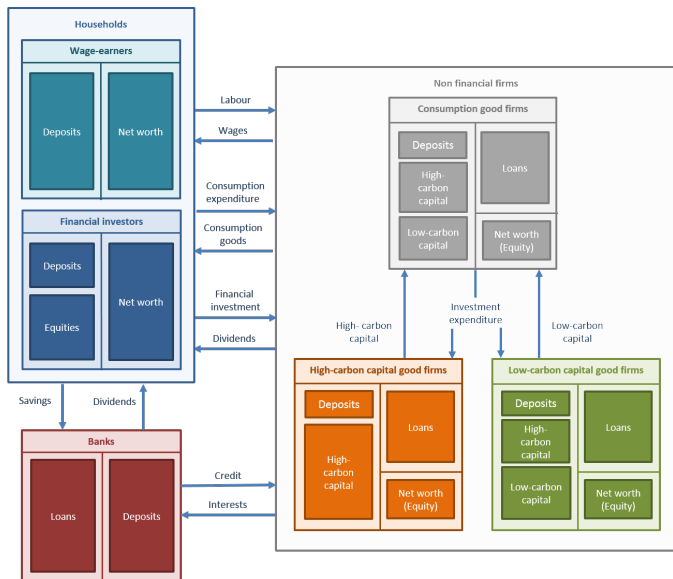 Households
Wage-earners
Deposits
Net worth
Financial investors
Deposits
Equities
Net worth
Savings
Dividends
Banks
Loans
Deposits
Labour
Wages
Consumption
expenditure
Consumption
goods
Financial
investment
Dividends
Credit
Interests
Non financial firms
Consumption good firms
Deposits
High-
carbon
capital
Low-carbon
capital
Loans
Net worth
(Equity)
High- carbon
capital
Investment
expenditure
Low-carbon
capital
High-carbon capital good firms
Deposits
High-
carbon
capital
Loans
Net worth
(Equity)
Low-carbon capital good firms
Deposits
High-
carbon
capital
Low-carbon
capital
Loans
Net worth
(Equity)